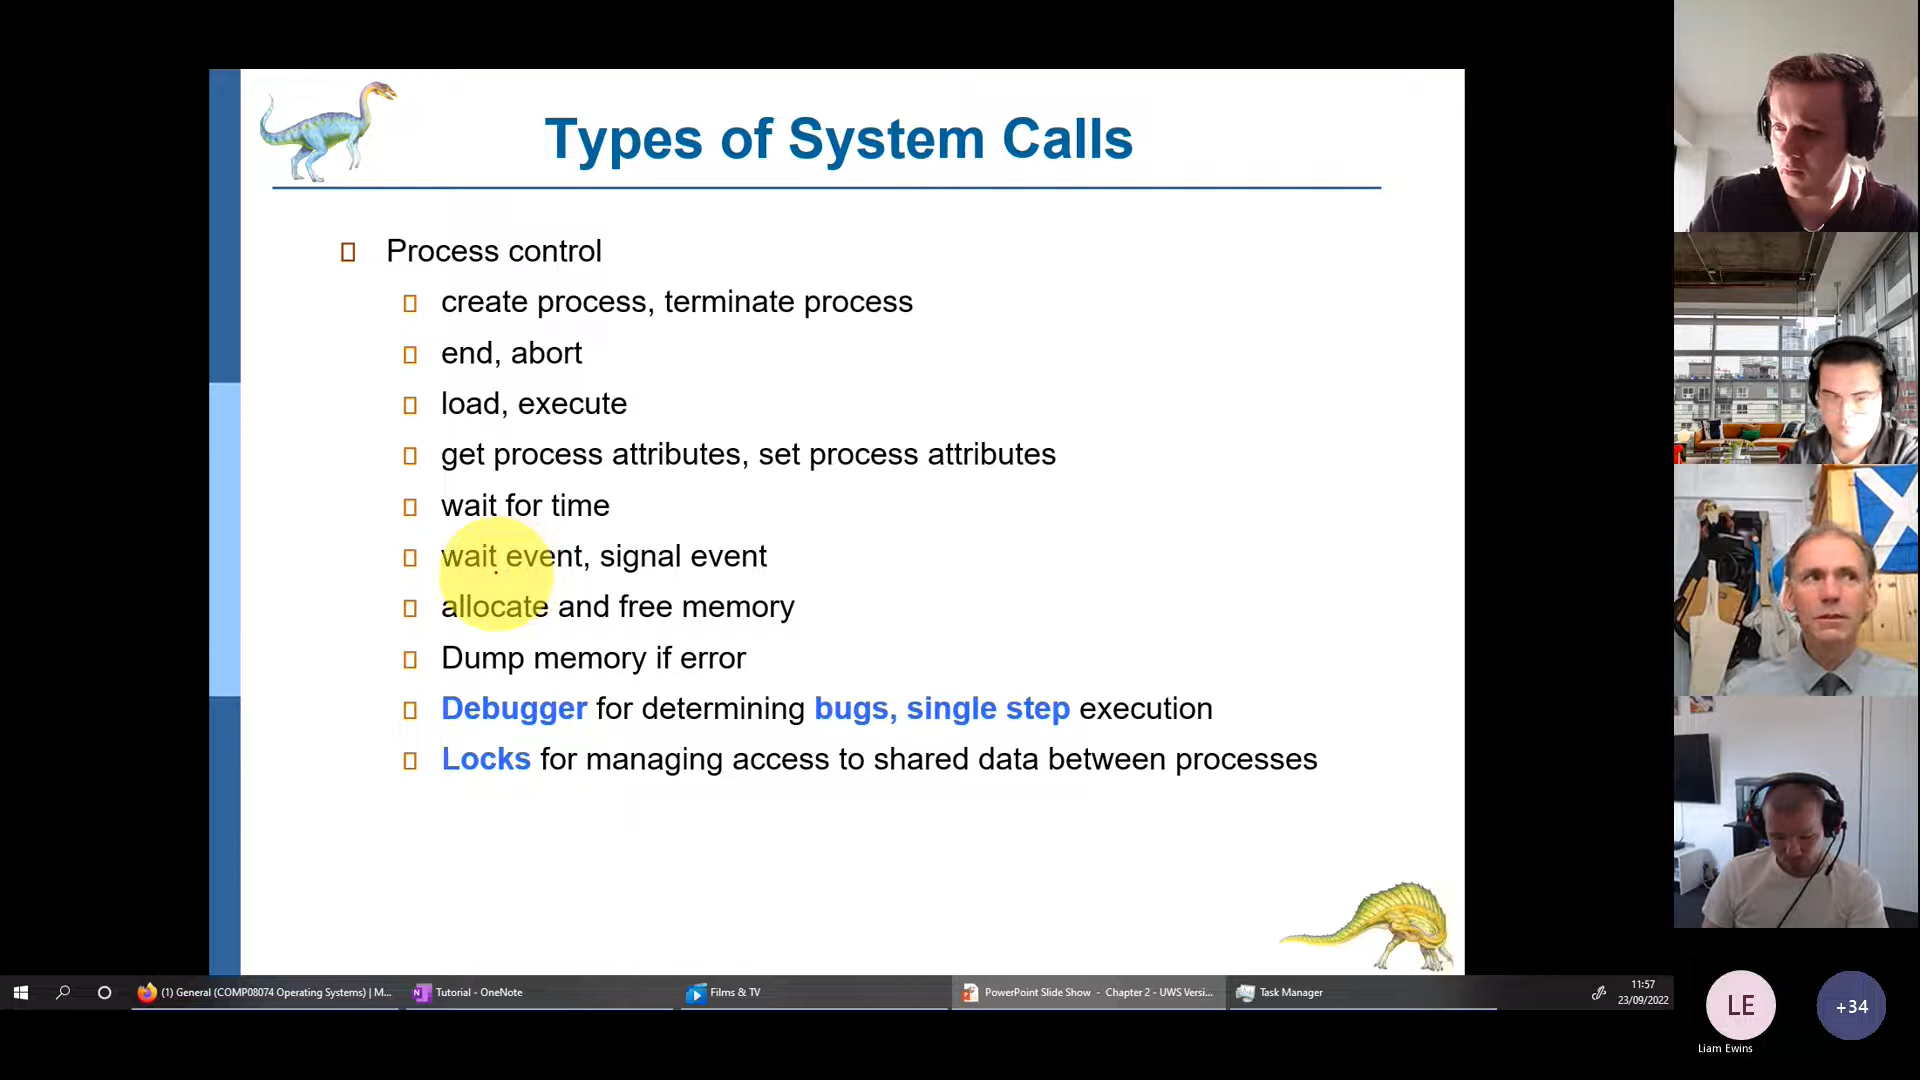 Types of System Calls
Process control
create process, terminate process
end, abort
load, execute
get process attributes, set process attributes
wait for time
wait event, signal event
allocate and free memory
Dump memory if error
Debugger for determining bugs, single step execution
Locks for managing access to shared data between processes
(1) General (COMP08074 Operating Systems) | M...
Tutorial - OneNote
Films & TV
PowerPoint Slide Show - Chapter 2 - UWS Versi...
Task Manager
11:57
23/09/2022
LE
+34
Liam Ewins